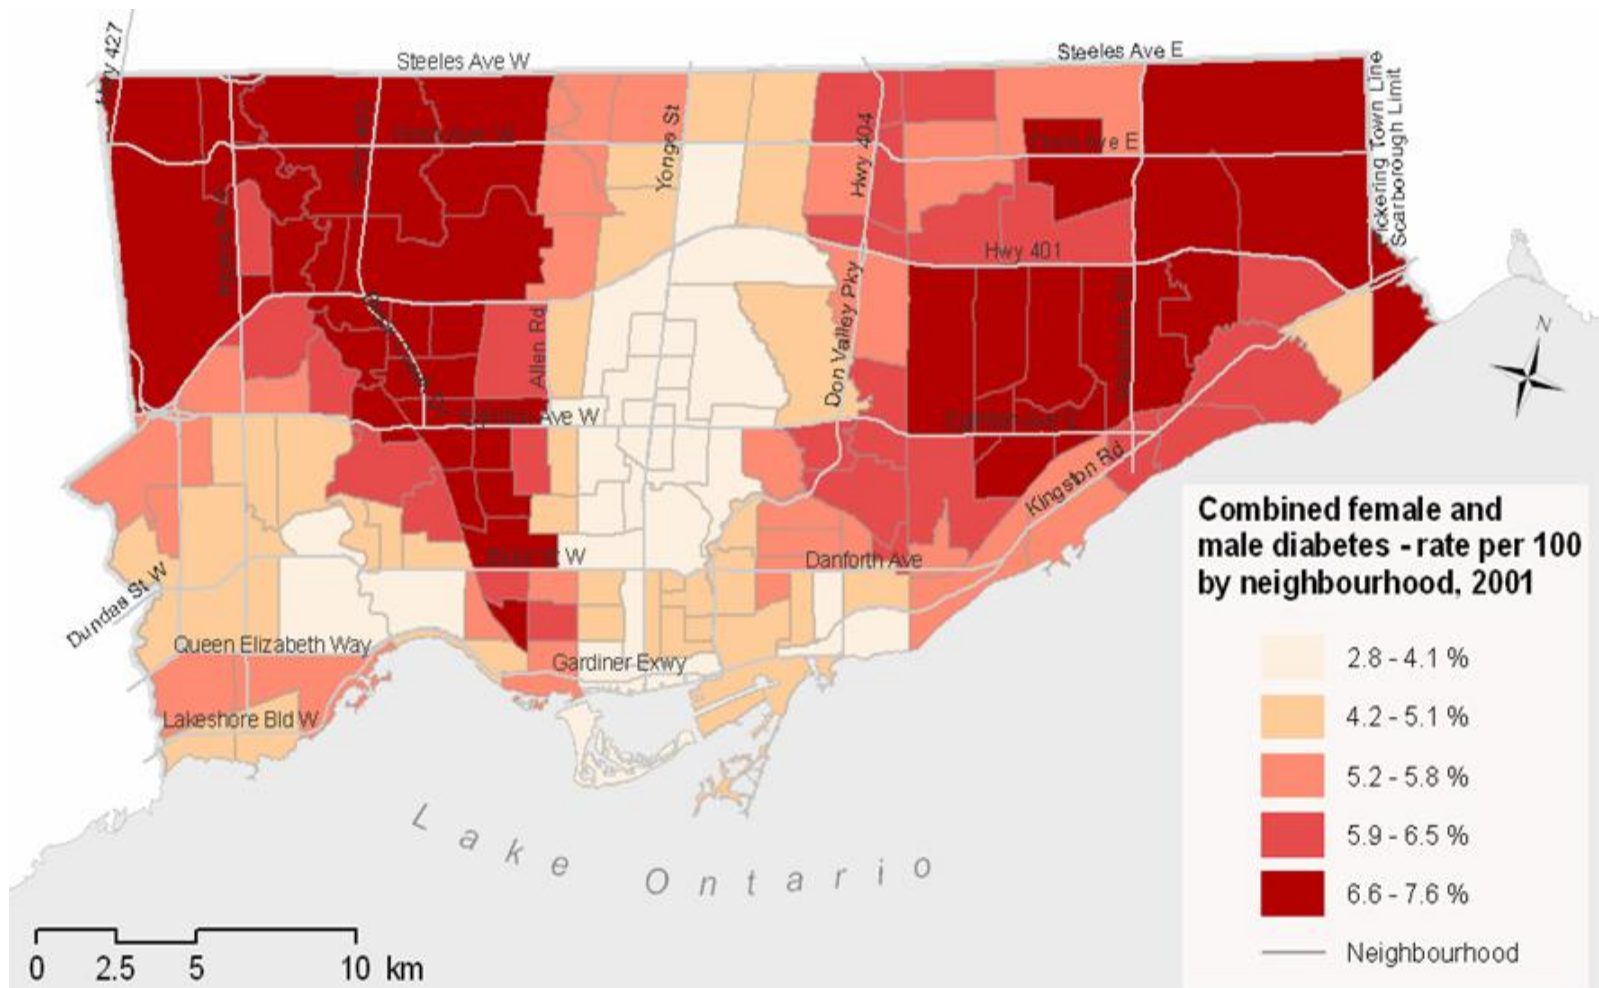 Hwy 427
Steeles Ave W
Steeles Ave E
Pickering Town Line
Scarborough Limit
Yonge St
Hwy 404
Finch Ave E
Hwy 401
Don Valley Pky
Allen Rd
Ave W
N
Kingston Rd
Bloor St W
Danforth Ave
Dundas St W
Queen Elizabeth Way
Gardiner Exwy
Lakeshore Bld W
Lake Ontario
Combined female and
male diabetes - rate per 100
by neighbourhood, 2001
2.8 - 4.1 %
4.2 - 5.1 %
5.2 - 5.8 %
5.9 - 6.5 %
6.6 - 7.6 %
Neighbourhood
0 2.5 5 10 km